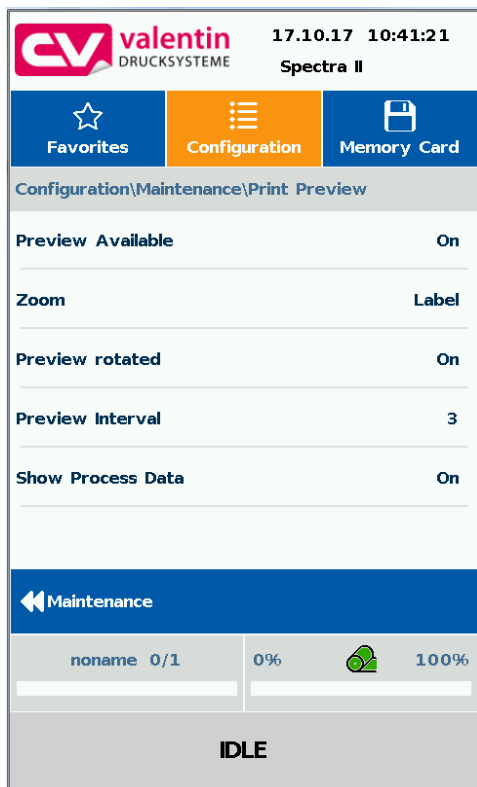 valentin 17.10.17 10:41:21
DRUCKSYSTEME Spectra II
Favorites Configuration Memory Card
Configuration\Maintenance\Print Preview
Preview Available On
Zoom Label
Preview rotated On
Preview Interval 3
Show Process Data On
Maintenance
noname 0/1 0% 100%
IDLE